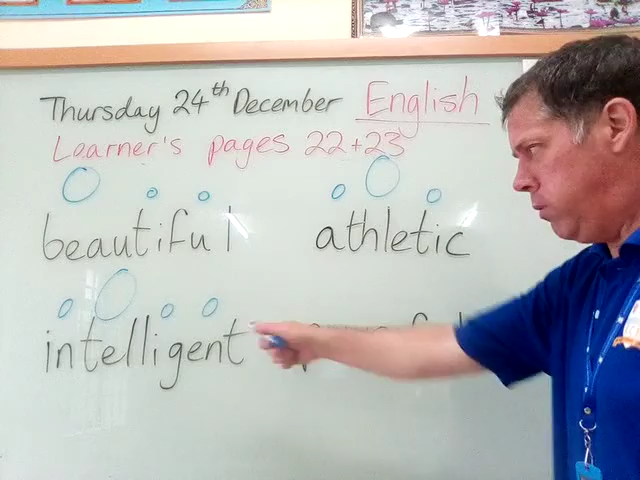 Thursday 24th December English
Learner's pages 22+23
beautiful athletic
intelligent